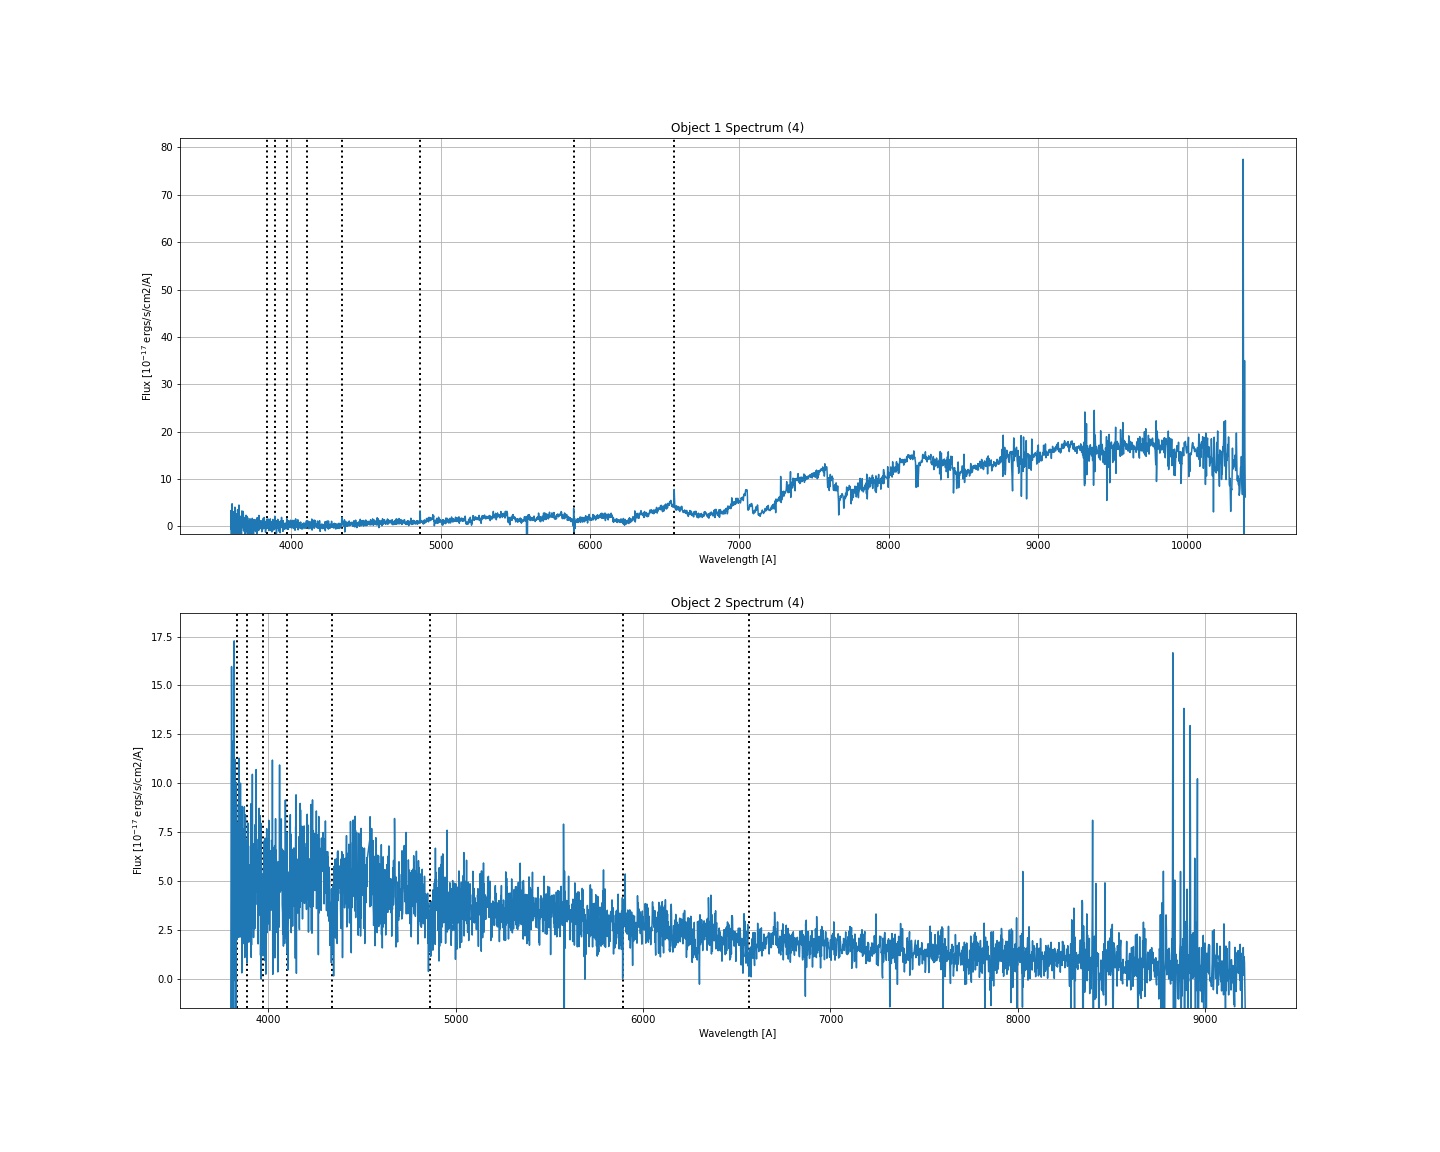 Object 1 Spectrum (4)
80
70
60
50
40
30
20
10
0
Flux [10⁻¹⁷ ergs/s/cm2/A]
4000 5000 6000 7000 8000 9000 10000
Wavelength [A]
Object 2 Spectrum (4)
17.5
15.0
12.5
10.0
7.5
5.0
2.5
0.0
Flux [10⁻¹⁷ ergs/s/cm2/A]
4000 5000 6000 7000 8000 9000
Wavelength [A]